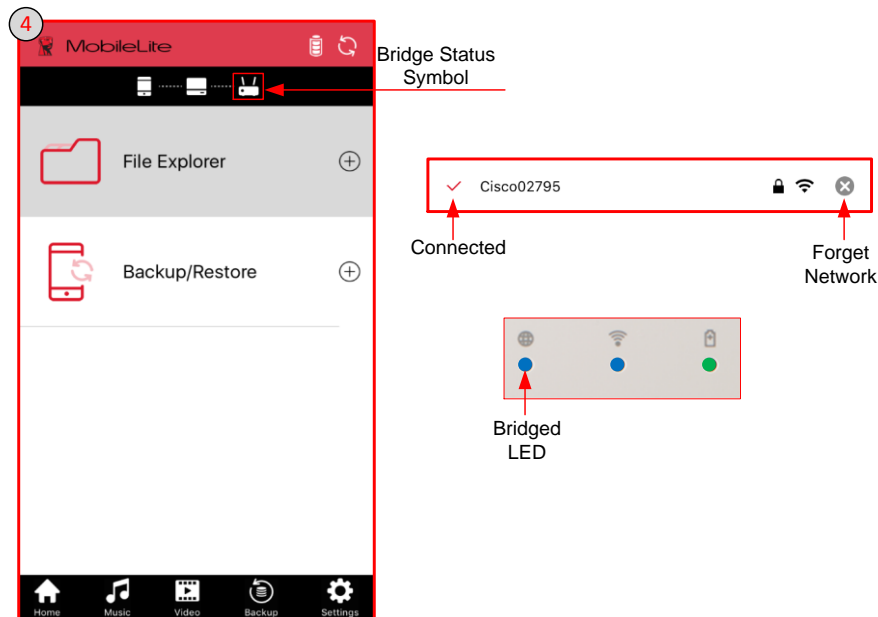 4
MobileLite
Bridge Status
Symbol
File Explorer
Backup/Restore
Cisco02795
Connected
Forget
Network
Bridged
LED
Home
Music
Video
Backup
Settings